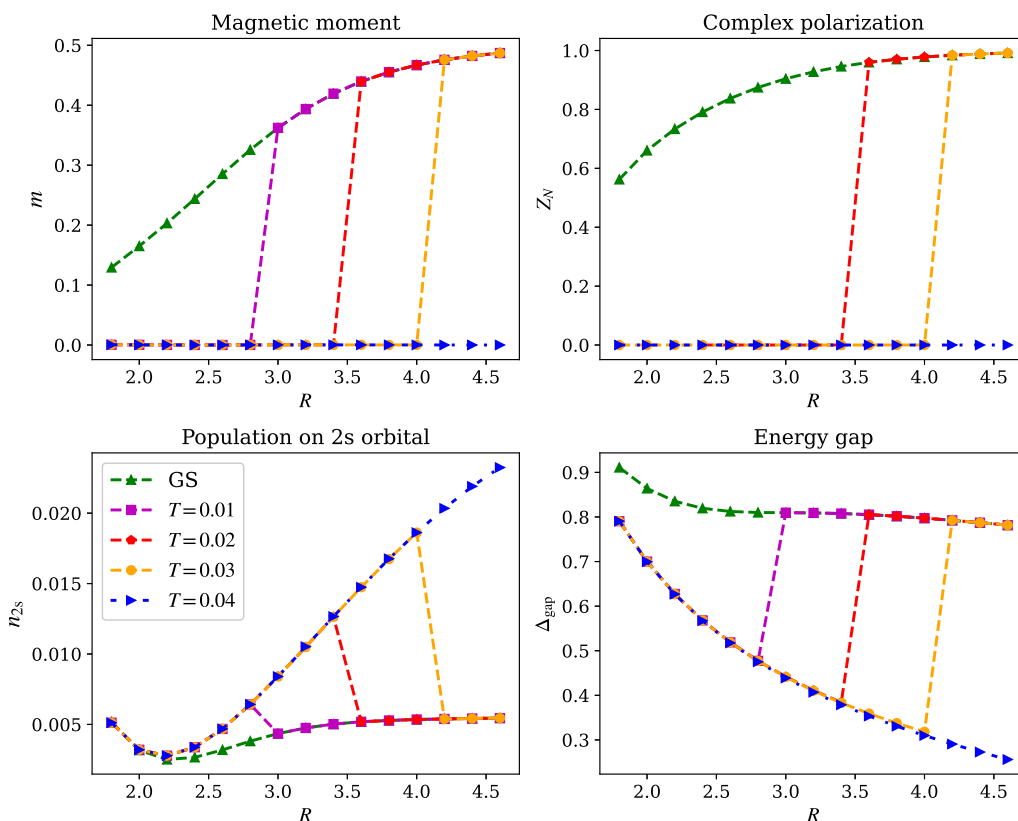 Magnetic moment
0.5
0.4
0.3
0.2
0.1
0.0
m
2.0 2.5 3.0 3.5 4.0 4.5
R
Complex polarization
1.0
0.8
0.6
0.4
0.2
0.0
Z_N
2.0 2.5 3.0 3.5 4.0 4.5
R
Population on 2s orbital
GS
T=0.01
T=0.02
T=0.03
T=0.04
0.020
0.015
0.010
0.005
n_2s
2.0 2.5 3.0 3.5 4.0 4.5
R
Energy gap
0.9
0.8
0.7
0.6
0.5
0.4
0.3
Δ_gap
2.0 2.5 3.0 3.5 4.0 4.5
R